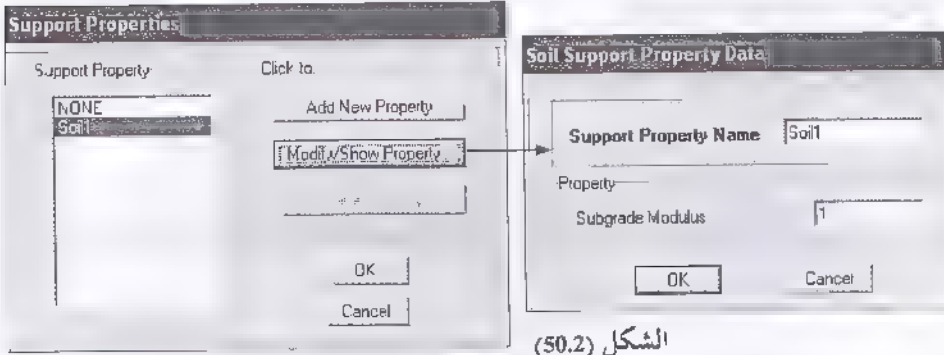 Support Properties
Support Property
Click to:
NONE
Soil1
Add New Property
Modify/Show Property
OK
Cancel
Soil Support Property Data
Support Property Name
Soil1
Property
Subgrade Modulus
1
OK
Cancel
الشكل (50.2)